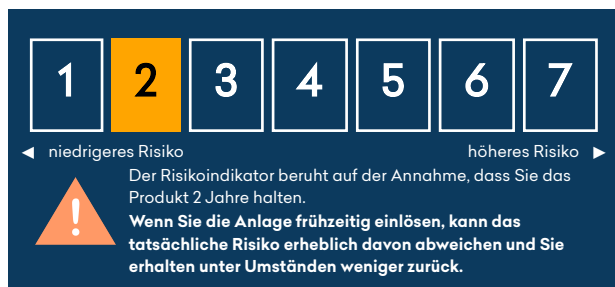 1 2 3 4 5 6 7
◄ niedrigeres Risiko höheres Risiko ►
Der Risikoindikator beruht auf der Annahme, dass Sie das
Produkt 2 Jahre halten.
!
Wenn Sie die Anlage frühzeitig einlösen, kann das
tatsächliche Risiko erheblich davon abweichen und Sie
erhalten unter Umständen weniger zurück.